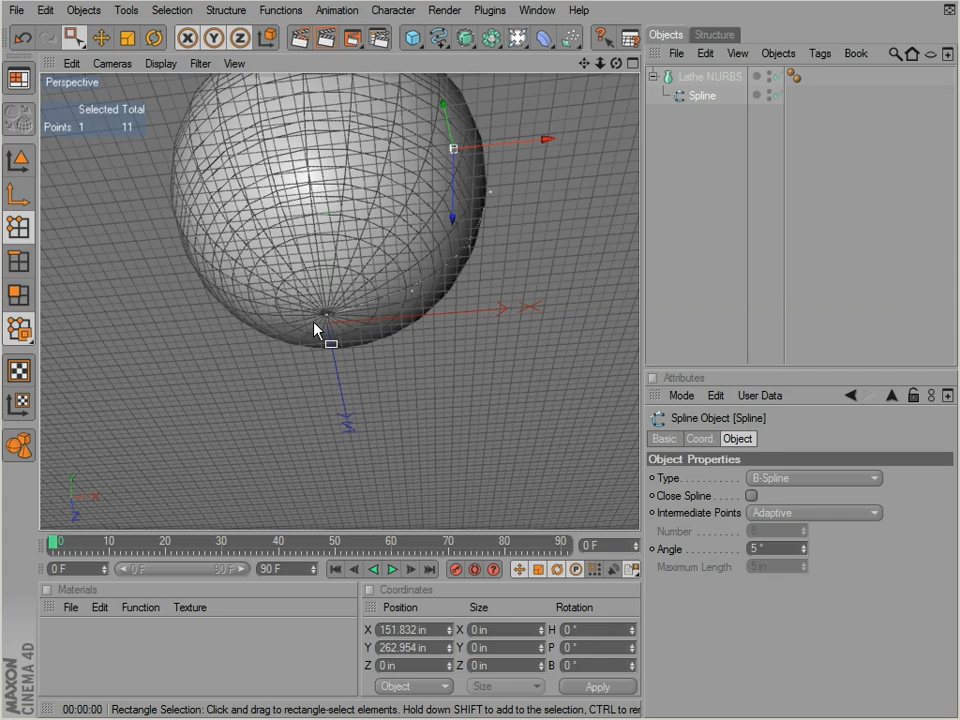 File Edit Objects Tools Selection Structure Functions Animation Character Render Plugins Window Help
Objects Structure
File Edit View Objects Tags Book
Lathe NURBS
Spline
Edit Cameras Display Filter View
Perspective
Selected Total
Points 1 11
X
Y
X
Z
Attributes
Mode Edit User Data
Spline Object [Spline]
Basic Coord. Object
Object Properties
Type B-Spline
Close Spline
Intermediate Points Adaptive
Number 8
Angle 5 °
Maximum Length 5 in
0 10 20 30 40 50 60 70 80 90 0 F
0 F 0 F 90 F 90 F
Materials
File Edit Function Texture
Coordinates
Position Size Rotation
X 151.832 in X 0 in H 0 °
Y 262.954 in Y 0 in P 0 °
Z 0 in Z 0 in B 0 °
Object Size Apply
MAXON
CINEMA 4D
00:00:00 Rectangle Selection: Click and drag to rectangle-select elements. Hold down SHIFT to add to the selection, CTRL to rer